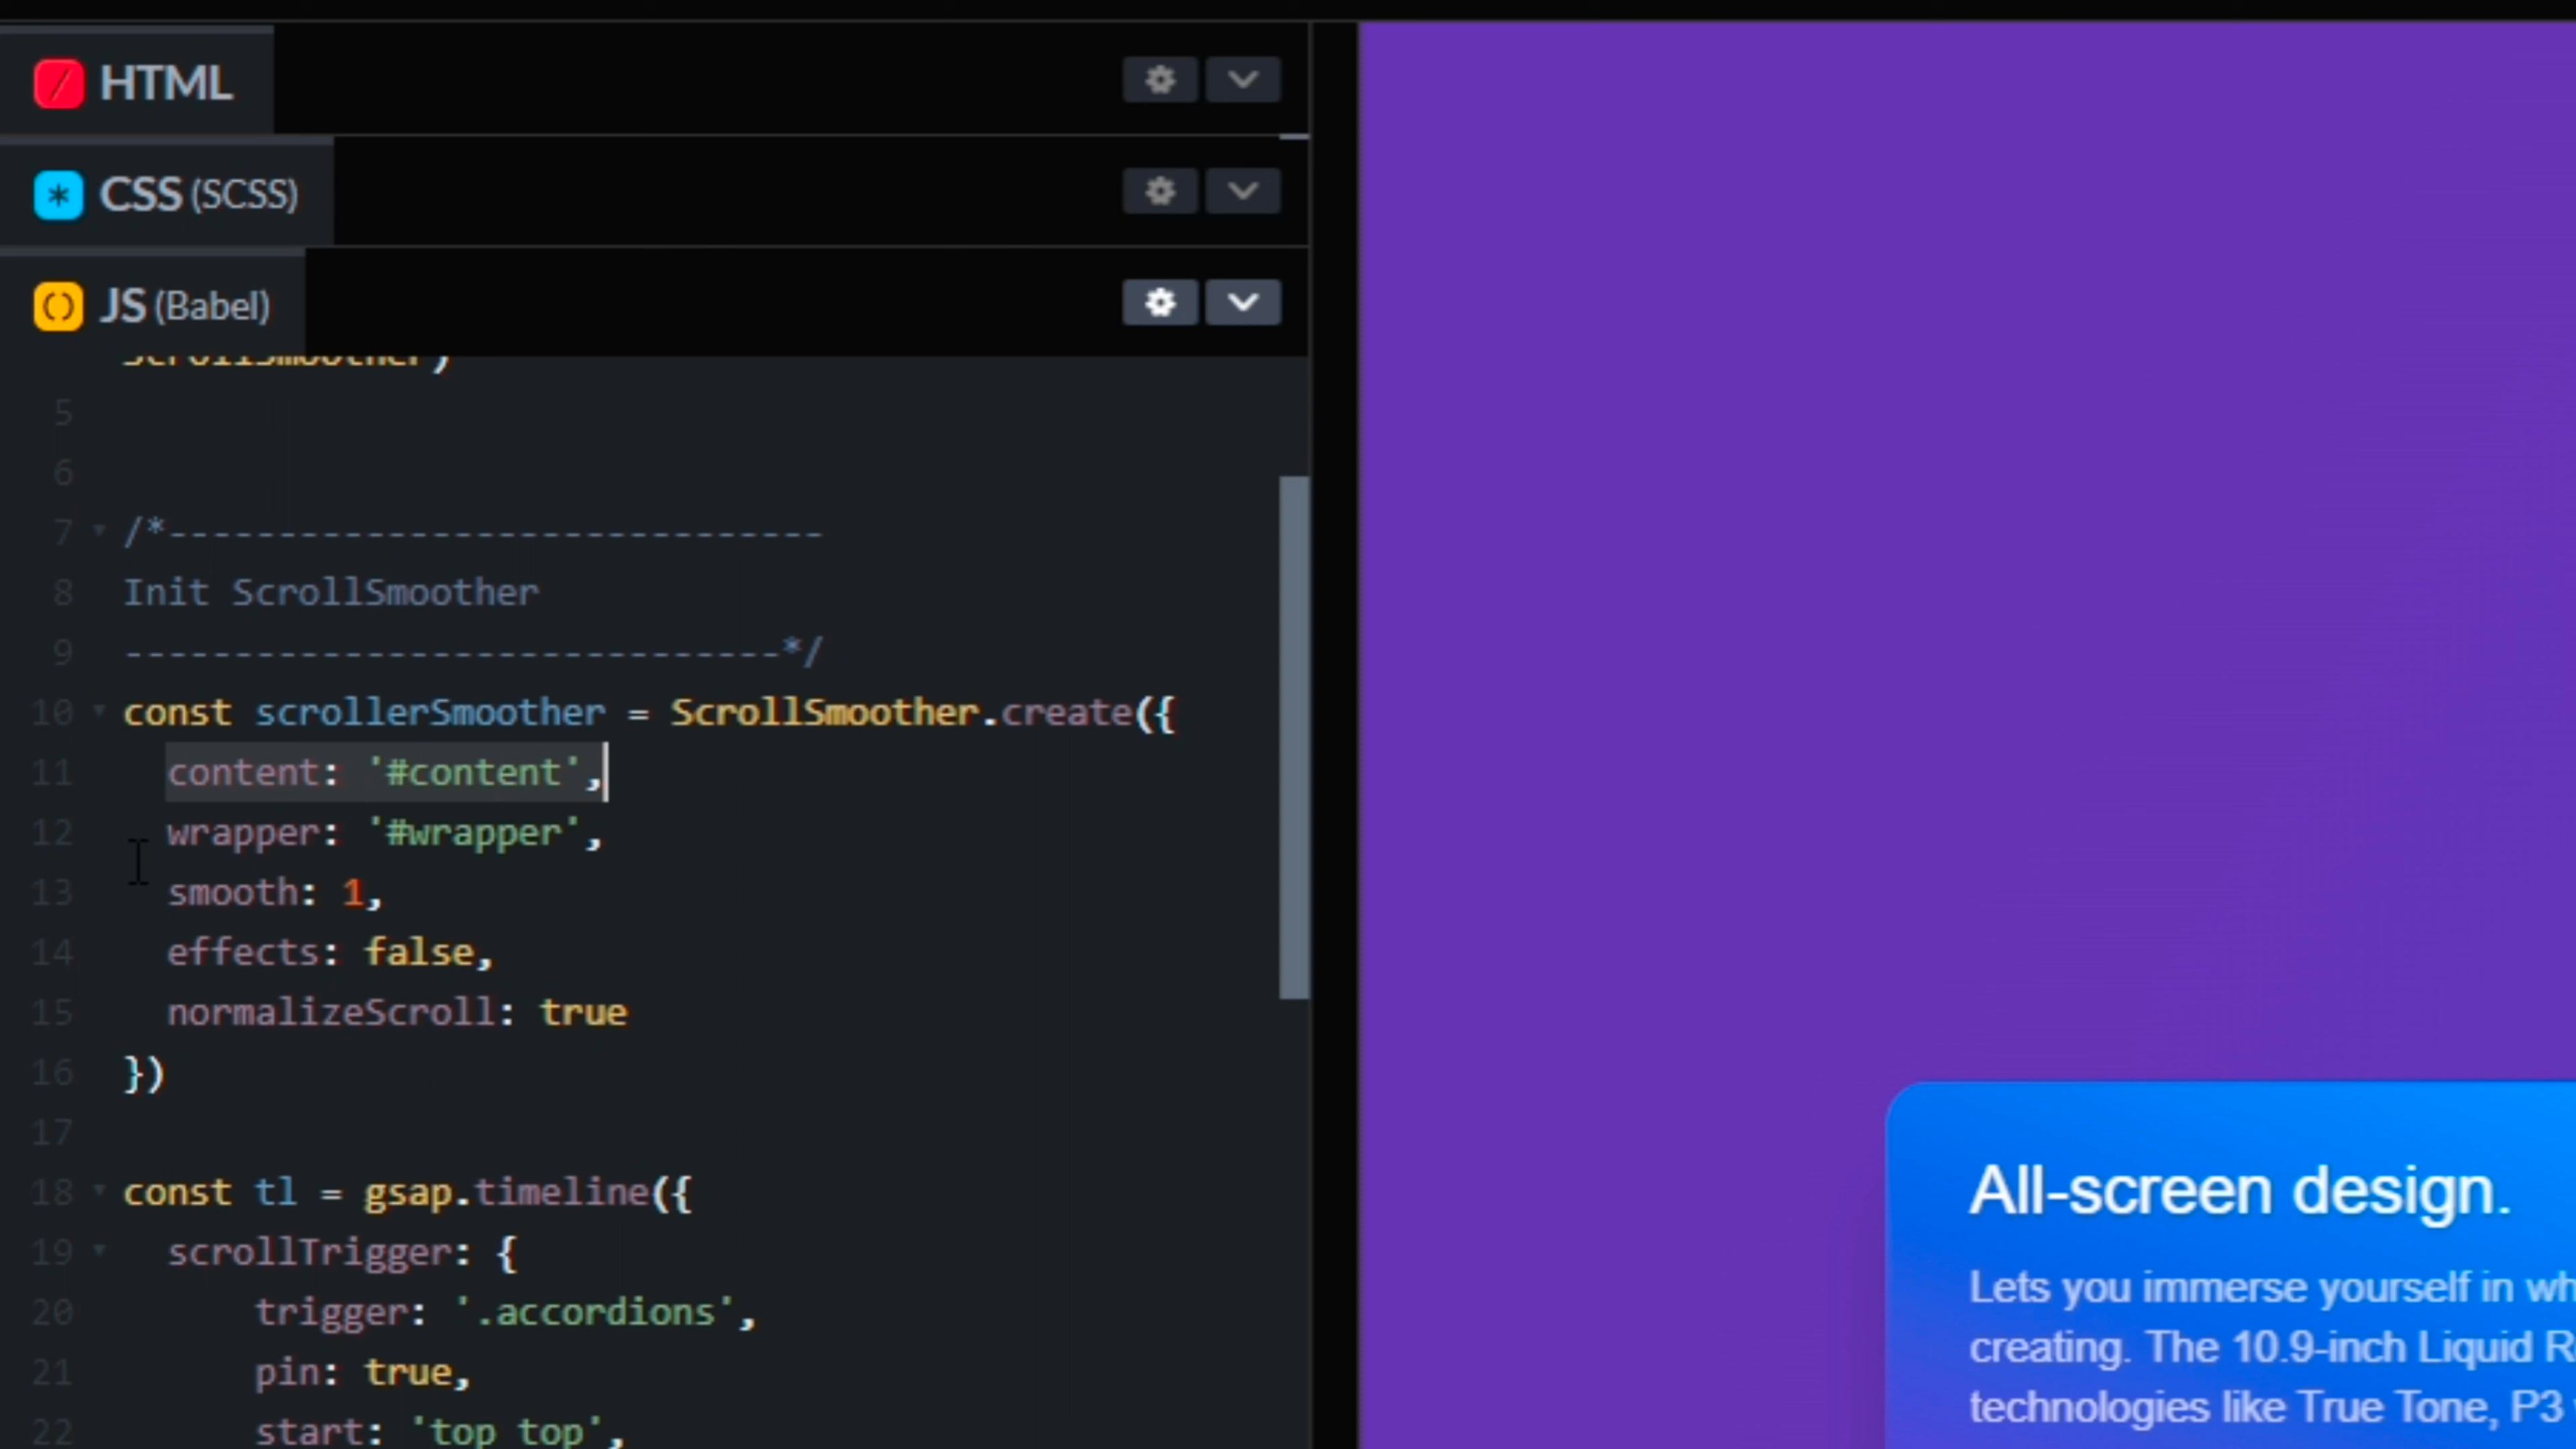 HTML
CSS (SCSS)
JS (Babel)
ScrollSmoother)
5
6
7 /*------------------------------
8 Init ScrollSmoother
9 ------------------------------*/
10 const scrollerSmoother = ScrollSmoother.create({
11 content: '#content',
12 wrapper: '#wrapper',
13 smooth: 1,
14 effects: false,
15 normalizeScroll: true
16 })
17
18 const tl = gsap.timeline({
19 scrollTrigger: {
20 trigger: '.accordions',
21 pin: true,
22 start: 'top top',
All-screen design.
Lets you immerse yourself in wh
creating. The 10.9-inch Liquid R
technologies like True Tone, P3